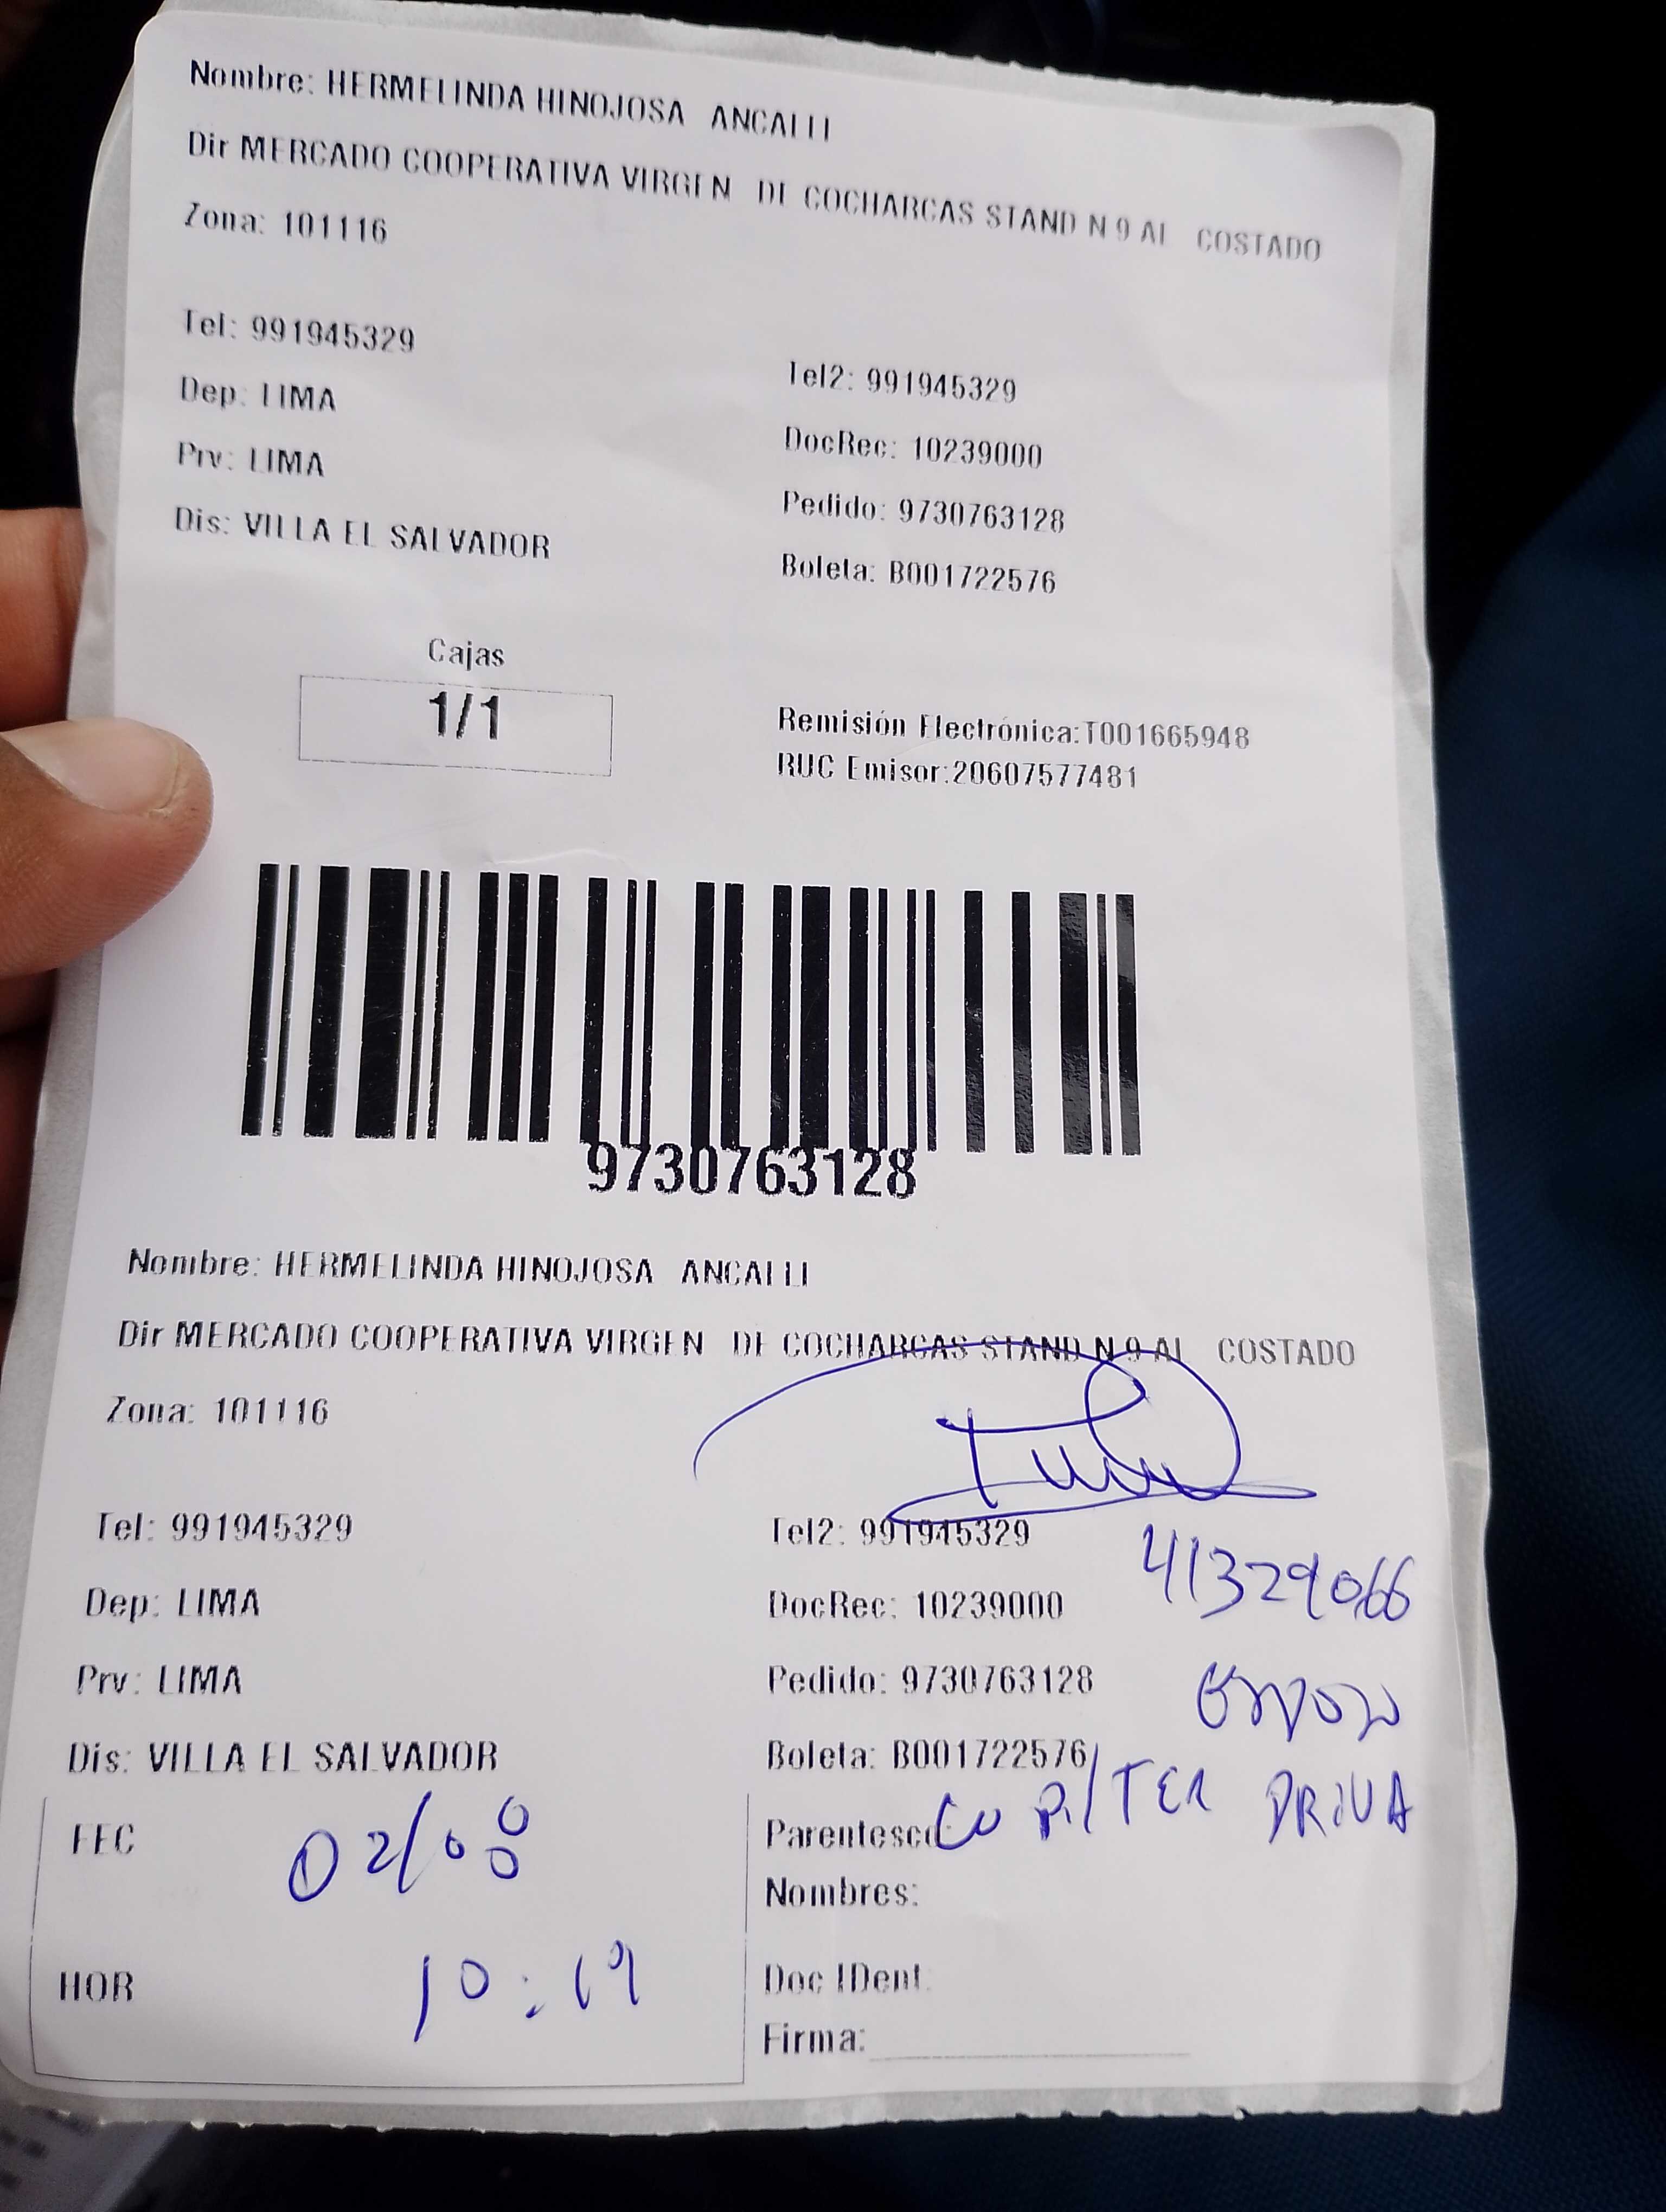 Nombre: HERMELINDA HINOJOSA ANCALLI
Dir MERCADO COOPERATIVA VIRGEN DE COCHARCAS STAND N 9 AL COSTADO
Zona: 101116
Tel: 991945329
Tel2: 991945329
Dep: LIMA
DocRec: 10239000
Prv: LIMA
Pedido: 9730763128
Dis: VILLA EL SALVADOR
Boleta: B001722576
Cajas
1/1
Remisión Electrónica:T001665948
RUC Emisor:20607577481
9730763128
Nombre: HERMELINDA HINOJOSA ANCALLI
Dir MERCADO COOPERATIVA VIRGEN DE COCHARCAS STAND N 9 AL COSTADO
Zona: 101116
Tel: 991945329
Tel2: 991945329
41329066
Dep: LIMA
DocRec: 10239000
Prv: LIMA
Pedido: 9730763128
Esposo
Dis: VILLA EL SALVADOR
Boleta: B001722576
FEC 02/08
Parentesco:
Nombres:
HOR 10:19
Doc IDent:
Firma: